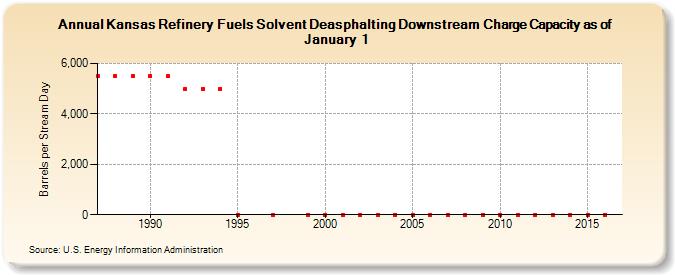 Annual Kansas Refinery Fuels Solvent Deasphalting Downstream Charge Capacity as of
January 1
Barrels per Stream Day
6,000
4,000
2,000
0
1990 1995 2000 2005 2010 2015
Source: U.S. Energy Information Administration